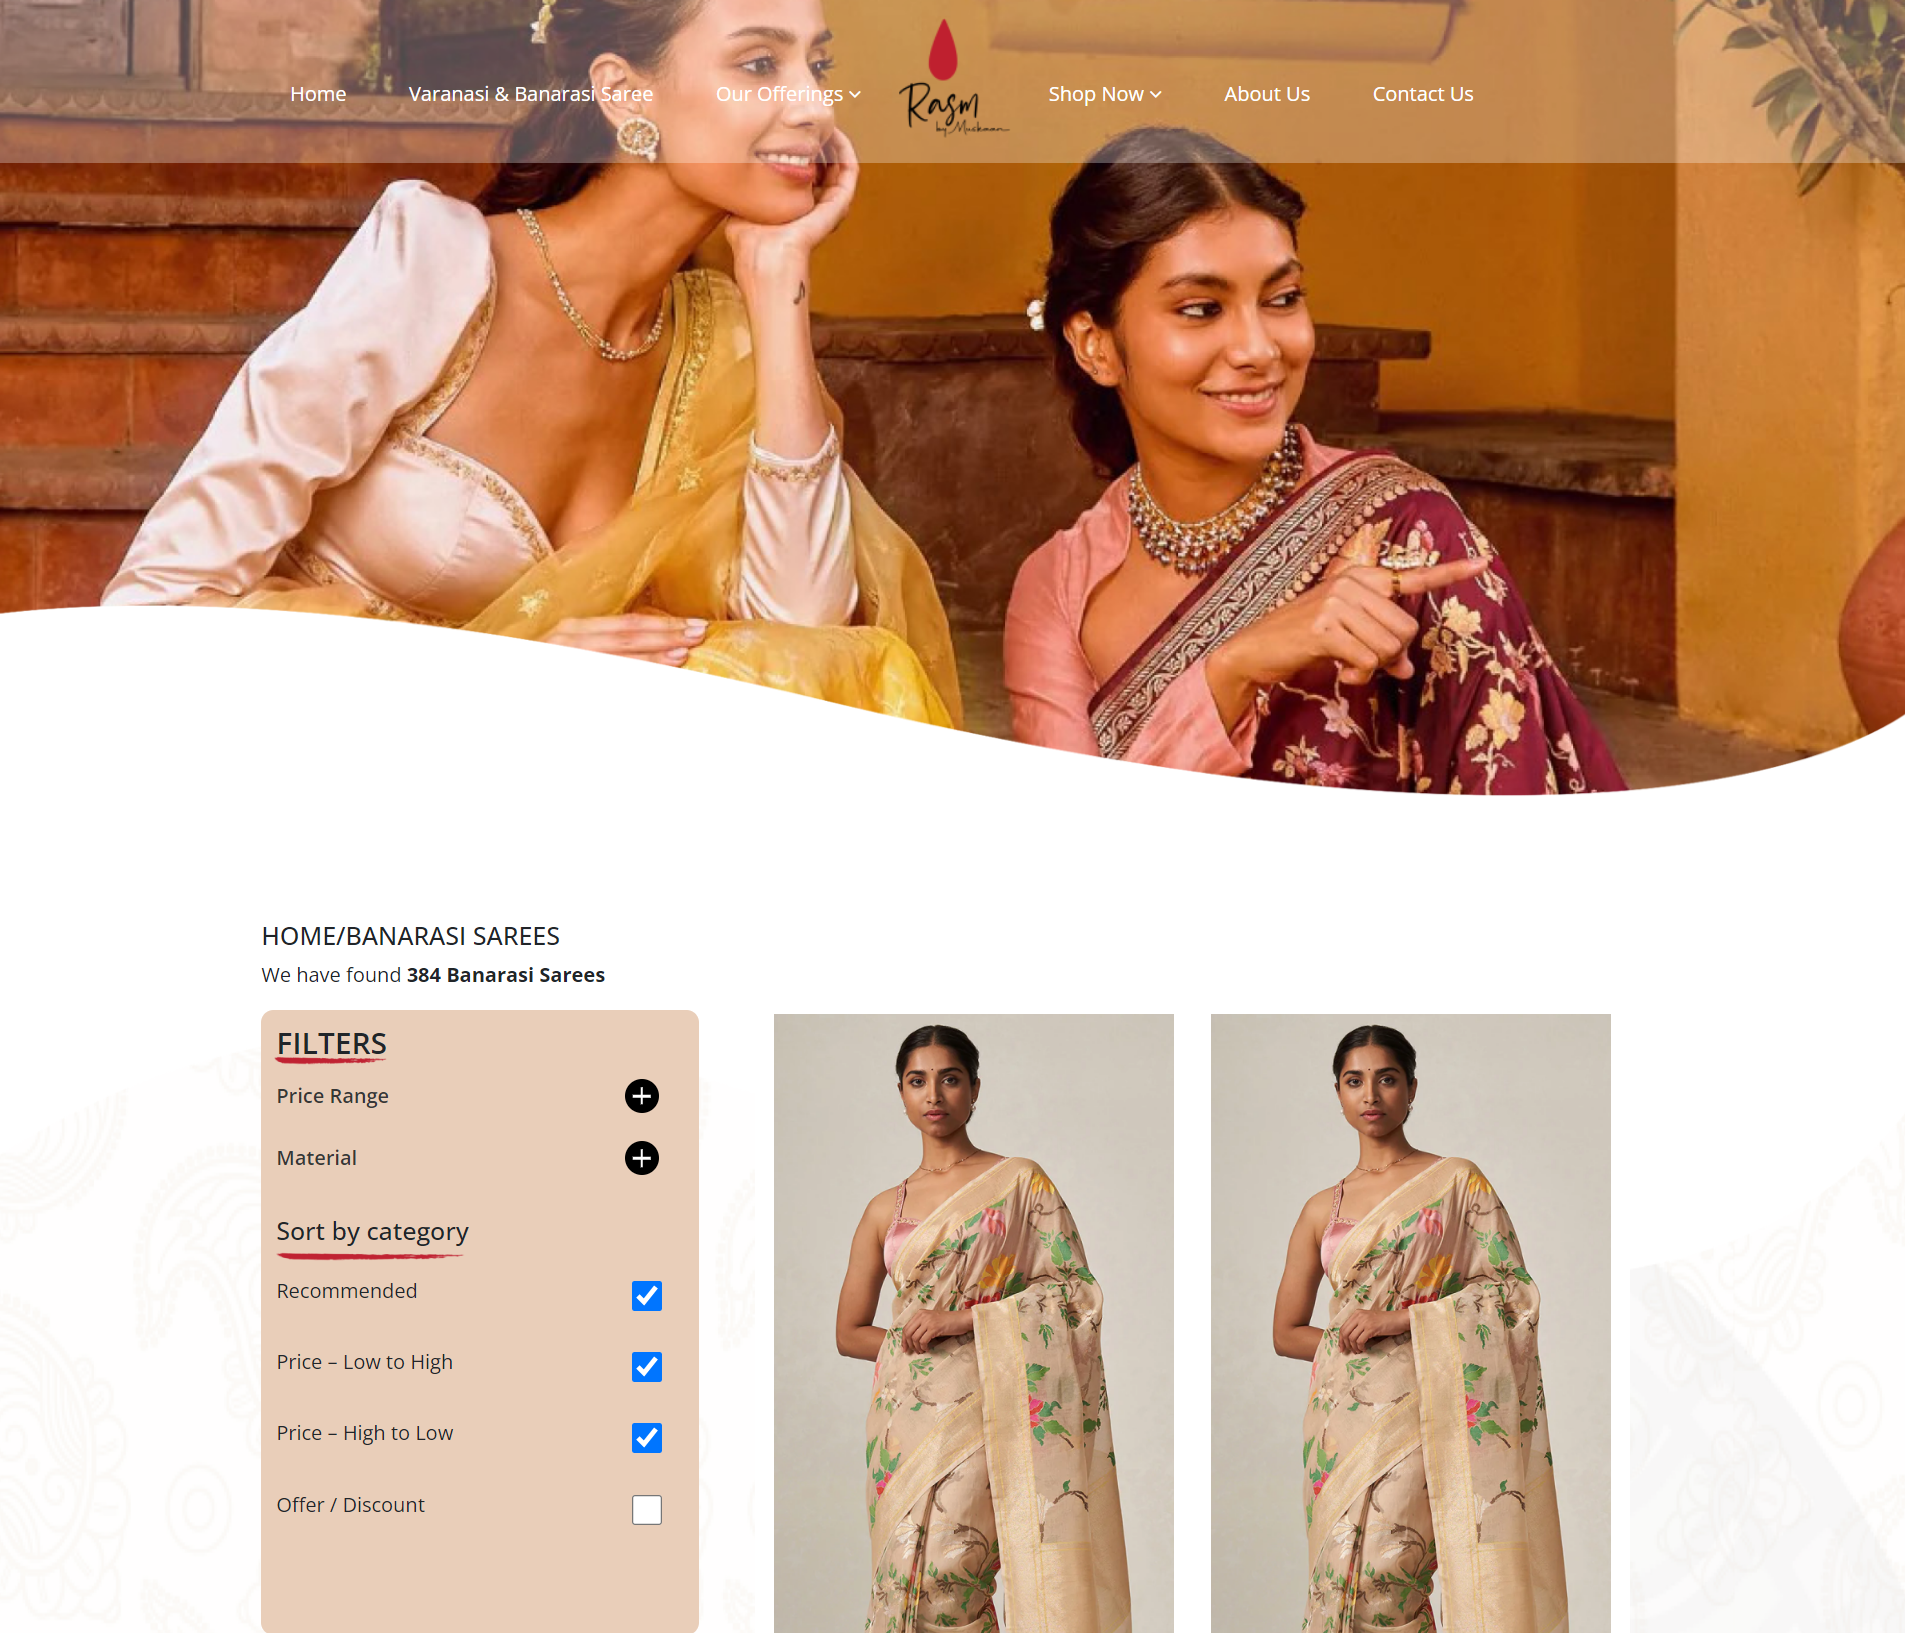 Home
Varanasi & Banarasi Saree
Our Offerings
Rasm
by Muskaan
Shop Now
About Us
Contact Us
HOME/BANARASI SAREES
We have found 384 Banarasi Sarees
FILTERS
Price Range
Material
Sort by category
Recommended
Price – Low to High
Price – High to Low
Offer / Discount